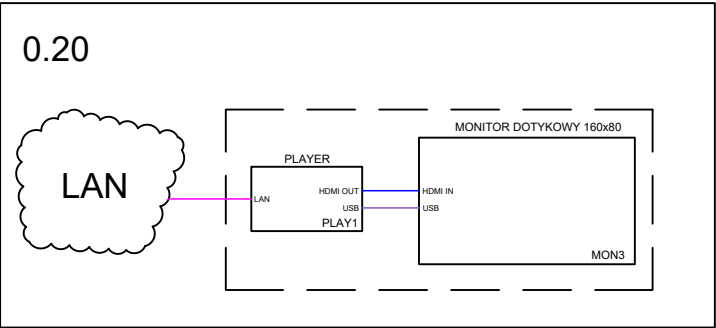 0.20
MONITOR DOTYKOWY 160x80
PLAYER
LAN
LAN
HDMI OUT
HDMI IN
USB
USB
PLAY1
MON3